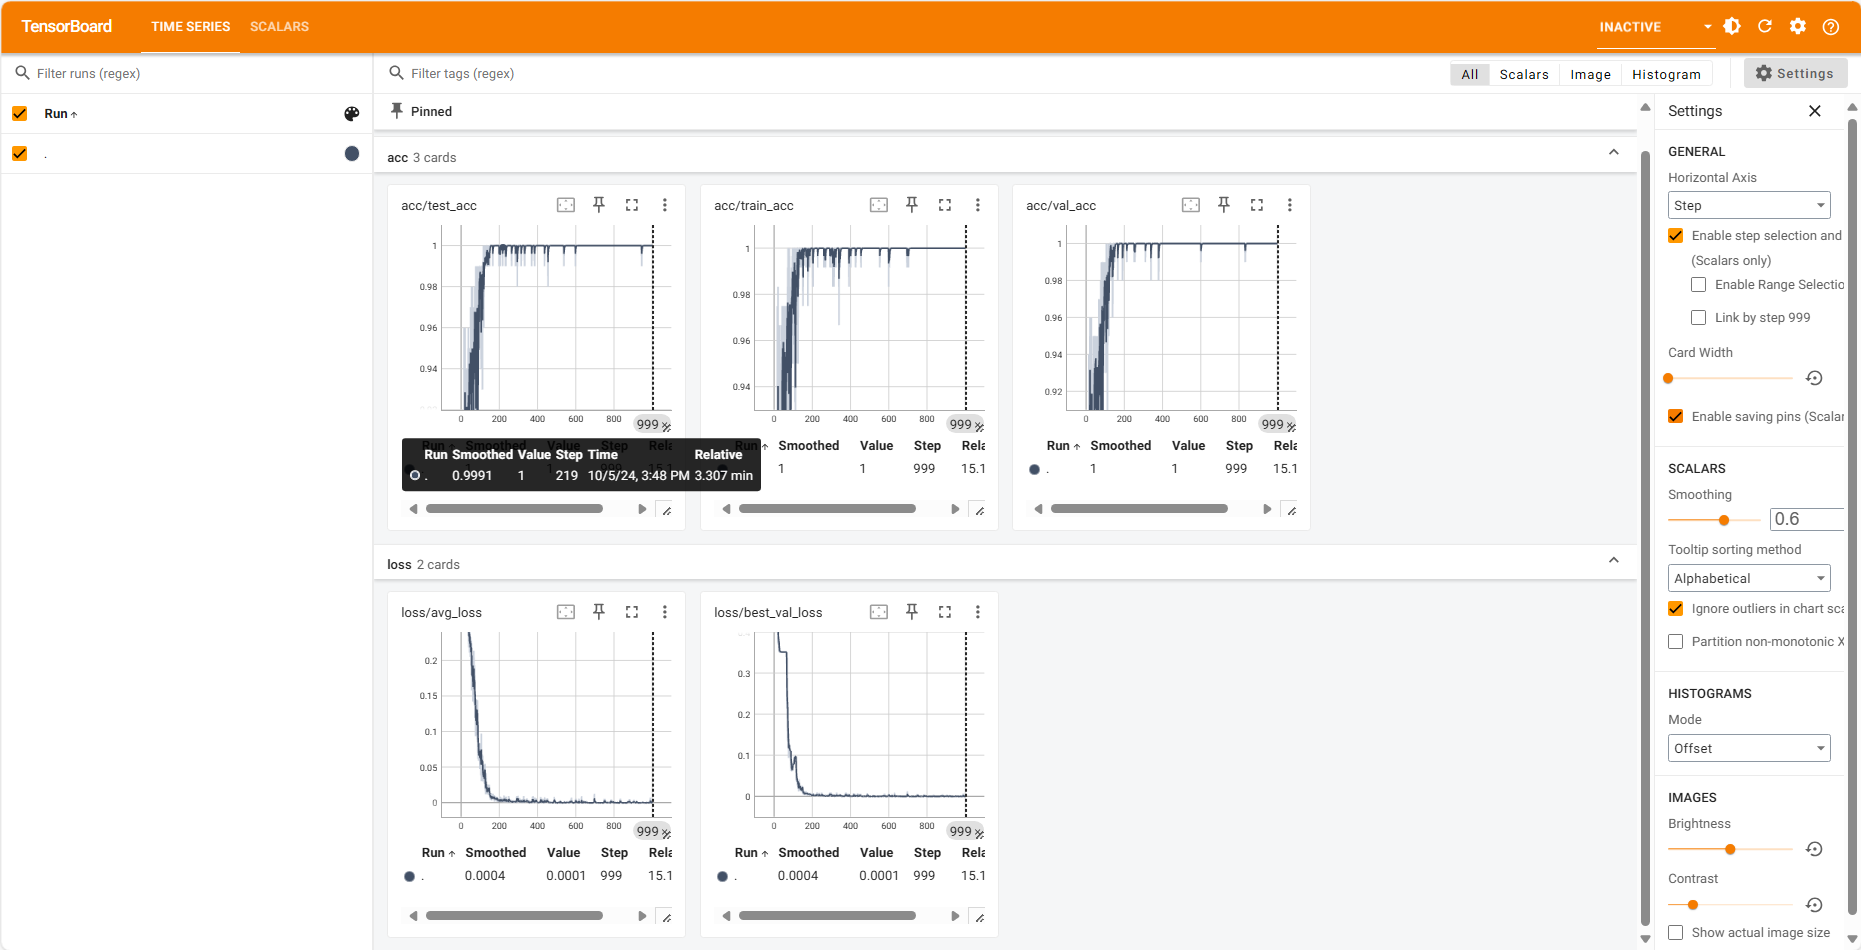 TensorBoard TIME SERIES SCALARS INACTIVE
Filter runs (regex)
Run
.
Filter tags (regex) All Scalars Image Histogram Settings
Pinned
acc 3 cards
acc/test_acc
1
0.98
0.96
0.94
0 200 400 600 800 999
Run Smoothed Value Step Rela
acc/train_acc
1
0.98
0.96
0.94
0 200 400 600 800 999
Run Smoothed Value Step Rela
. 1 1 999 15.1
acc/val_acc
1
0.98
0.96
0.94
0.92
0 200 400 600 800 999
Run Smoothed Value Step Rela
. 1 1 999 15.1
Run Smoothed Value Step Time Relative
. 0.9991 1 219 10/5/24, 3:48 PM 3.307 min
loss 2 cards
loss/avg_loss
0.2
0.15
0.1
0.05
0
0 200 400 600 800 999
Run Smoothed Value Step Rela
. 0.0004 0.0001 999 15.1
loss/best_val_loss
0.3
0.2
0.1
0
0 200 400 600 800 999
Run Smoothed Value Step Rela
. 0.0004 0.0001 999 15.1
Settings
GENERAL
Horizontal Axis
Step
Enable step selection and
(Scalars only)
Enable Range Selectio
Link by step 999
Card Width
Enable saving pins (Scalar
SCALARS
Smoothing
0.6
Tooltip sorting method
Alphabetical
Ignore outliers in chart sca
Partition non-monotonic X
HISTOGRAMS
Mode
Offset
IMAGES
Brightness
Contrast
Show actual image size